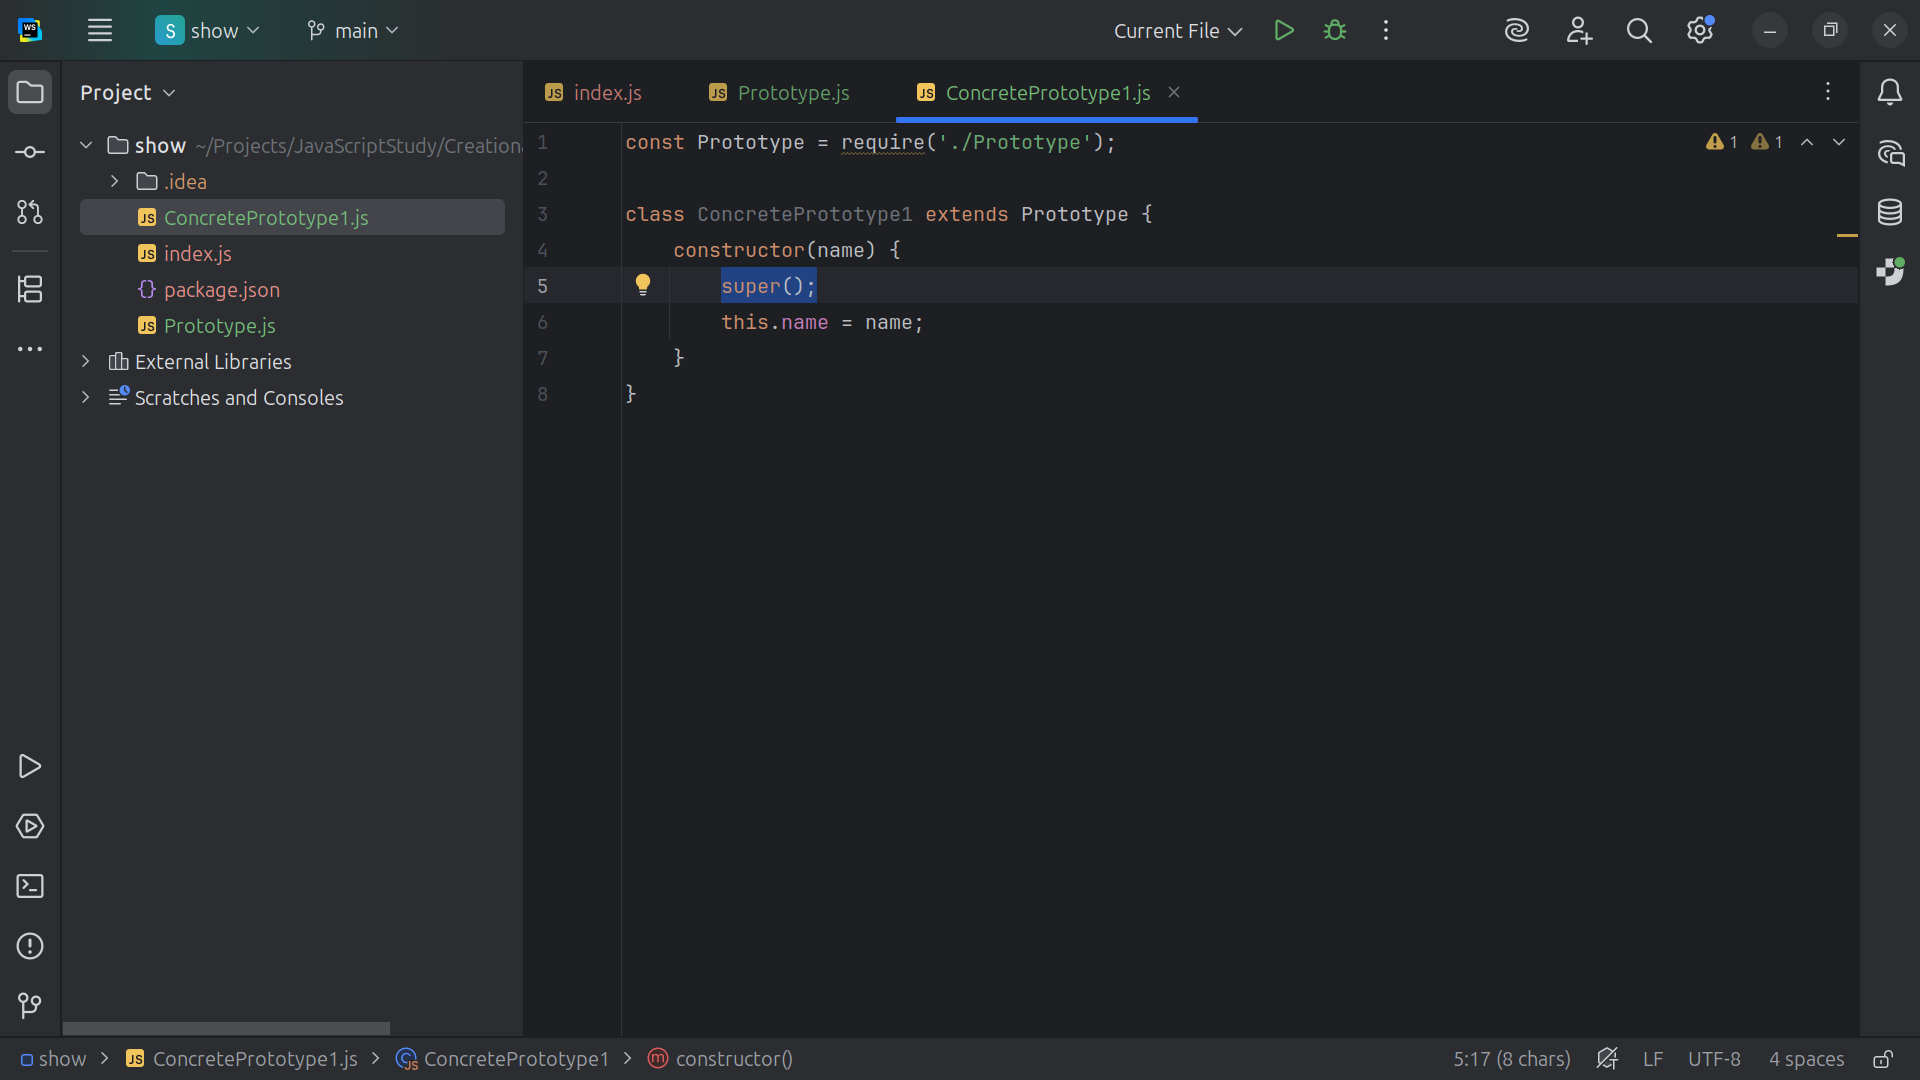 WS
S show
main
Current File
Project
index.js
Prototype.js
ConcretePrototype1.js
show ~/Projects/JavaScriptStudy/Creation
.idea
ConcretePrototype1.js
index.js
package.json
Prototype.js
External Libraries
Scratches and Consoles
1 const Prototype = require('./Prototype');
2
3 class ConcretePrototype1 extends Prototype {
4 constructor(name) {
5 super();
6 this.name = name;
7 }
8 }
1 1
show
JS ConcretePrototype1.js
ConcretePrototype1
m constructor()
5:17 (8 chars)
LF
UTF-8
4 spaces